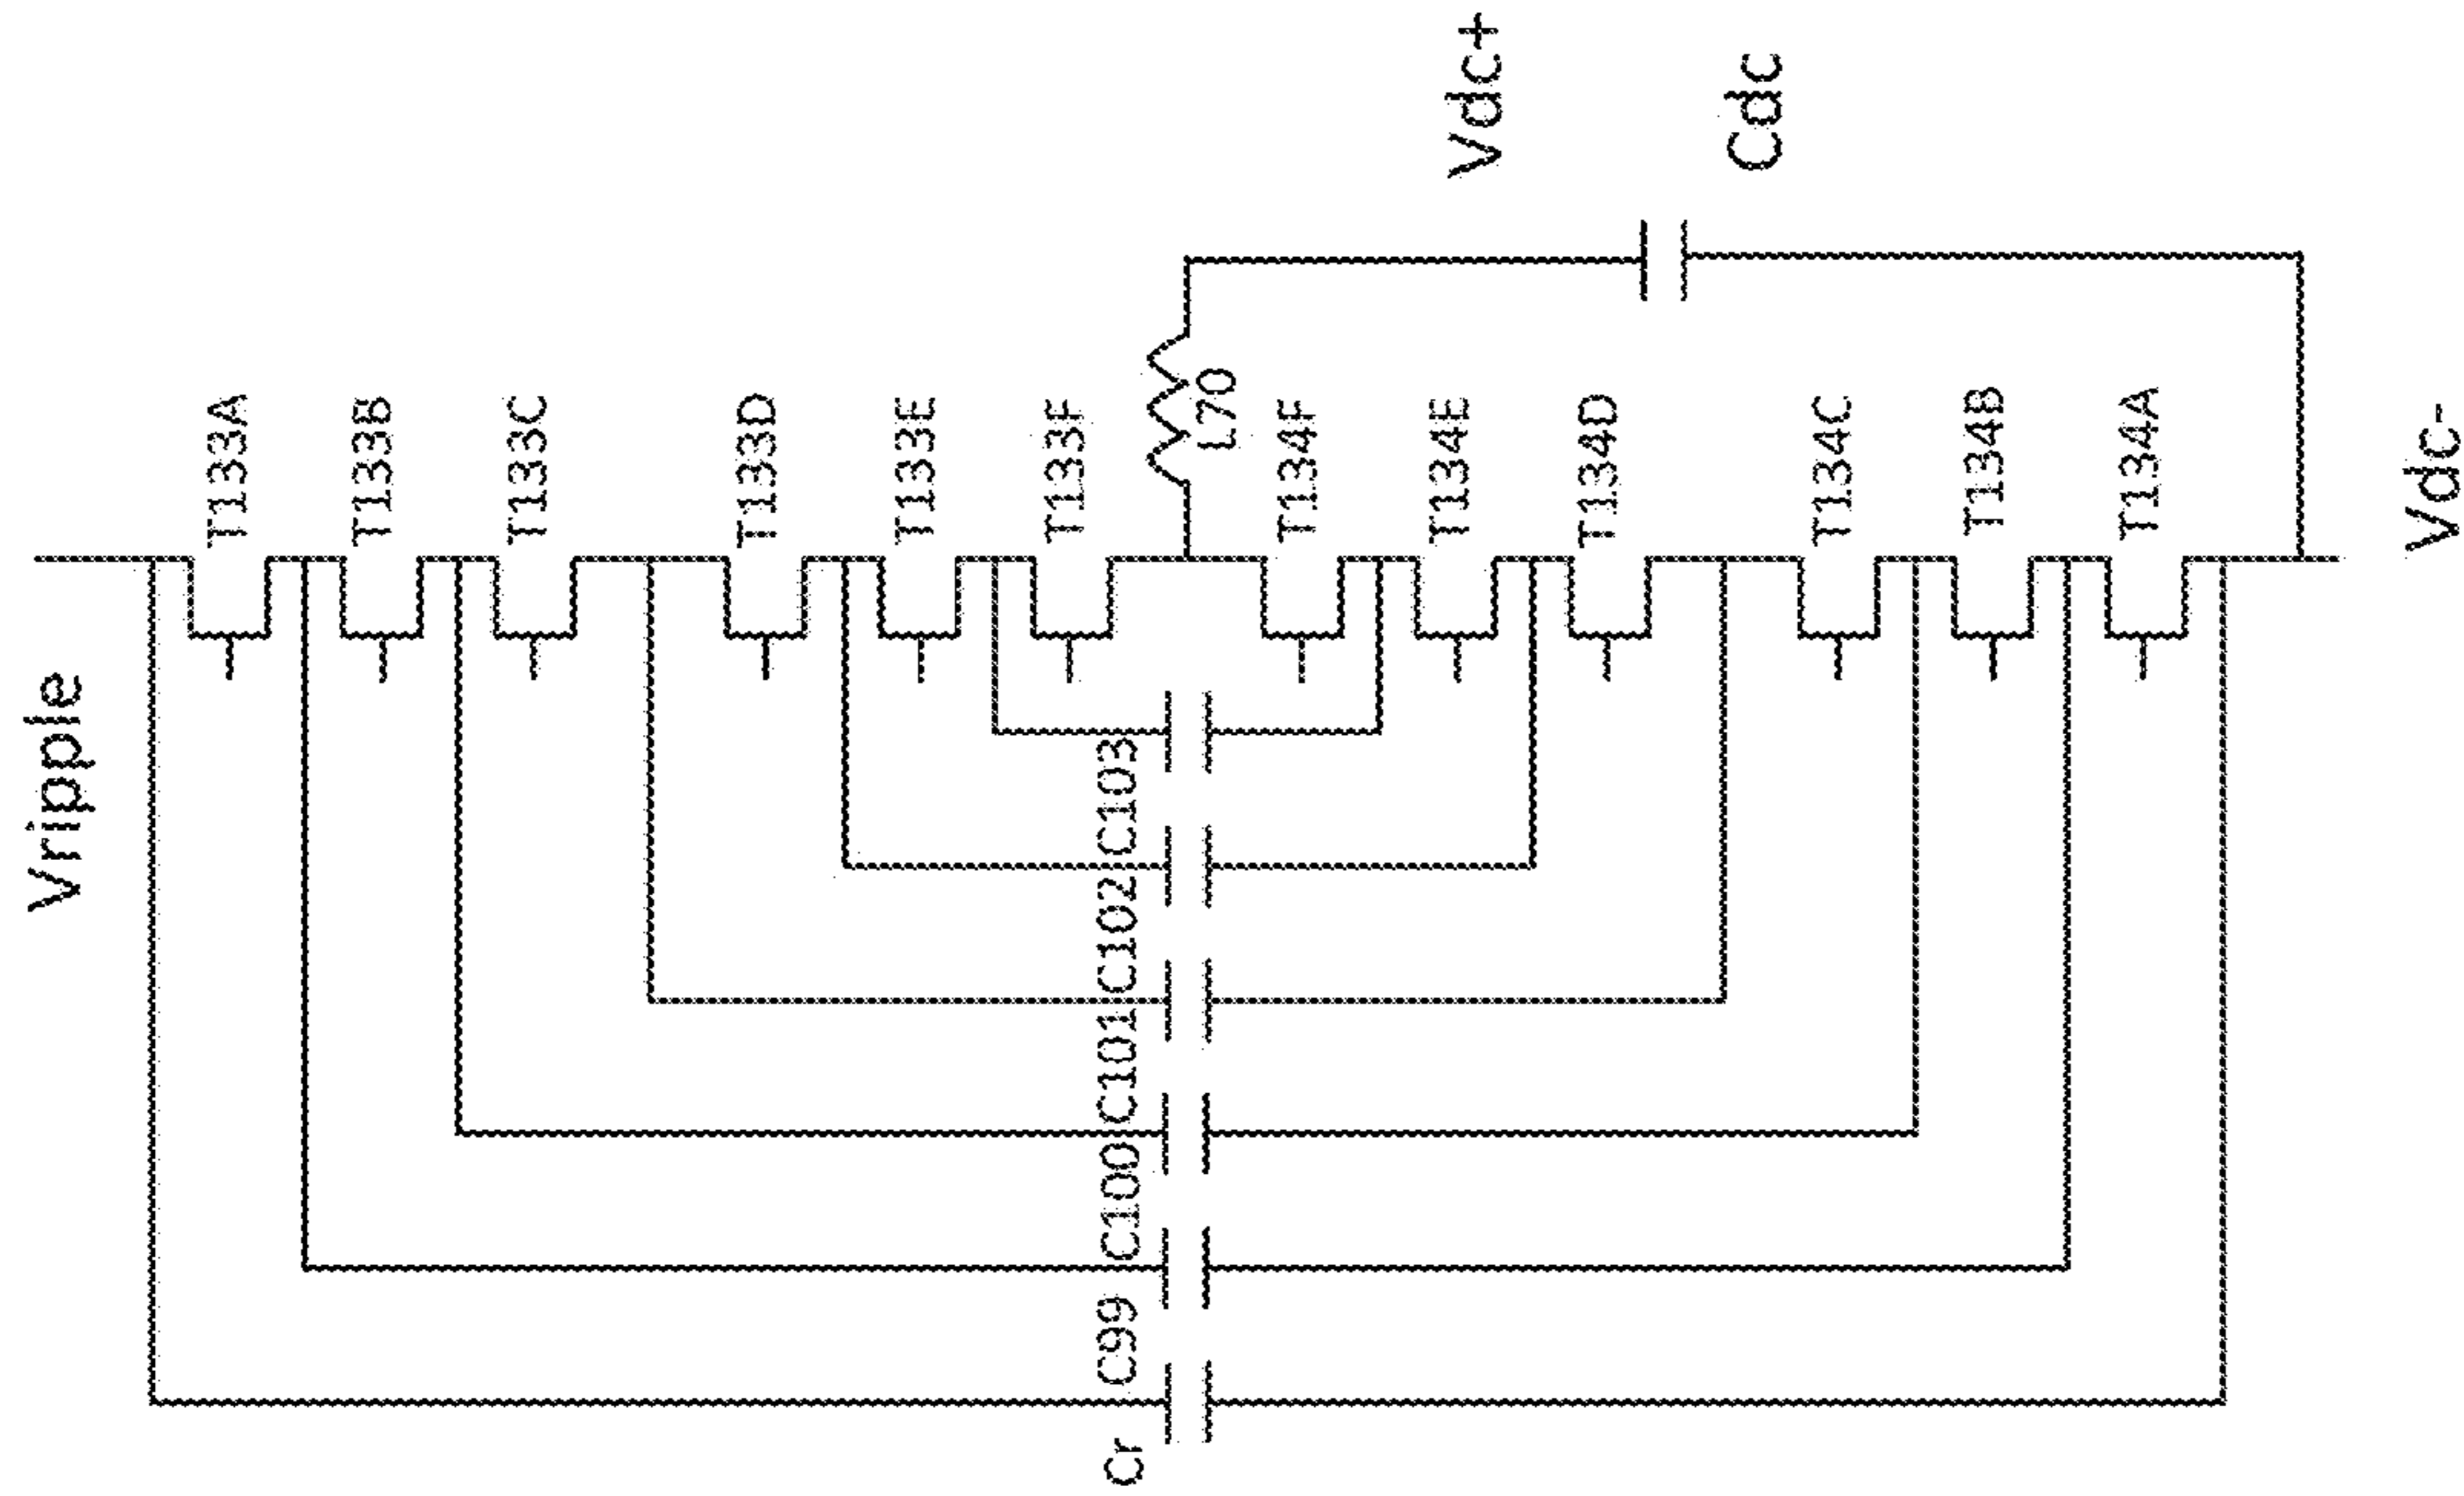 Vripple
T133A
T133B
T133C
T133D
T133E
T133F
L70
T134F
T134E
T134D
T134C
T134B
T134A
Vdc+
Cdc
Vdc-
cr
C99
C100
C101
C102
C103